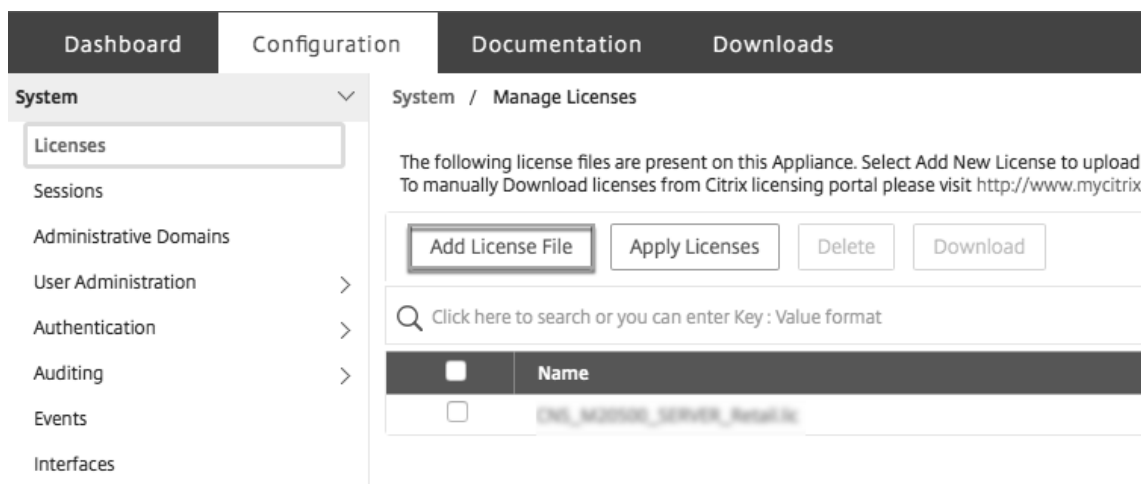 Dashboard Configuration Documentation Downloads
System
Licenses
Sessions
Administrative Domains
User Administration
Authentication
Auditing
Events
Interfaces
System / Manage Licenses
The following license files are present on this Appliance. Select Add New License to upload
To manually Download licenses from Citrix licensing portal please visit http://www.mycitrix
Add License File Apply Licenses Delete Download
Click here to search or you can enter Key : Value format
Name